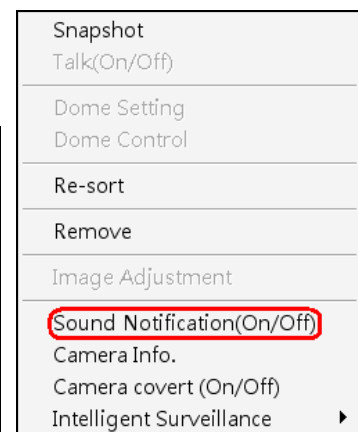 Snapshot
Talk(On/Off)
Dome Setting
Dome Control
Re-sort
Remove
Image Adjustment
Sound Notification(On/Off)
Camera Info.
Camera covert (On/Off)
Intelligent Surveillance